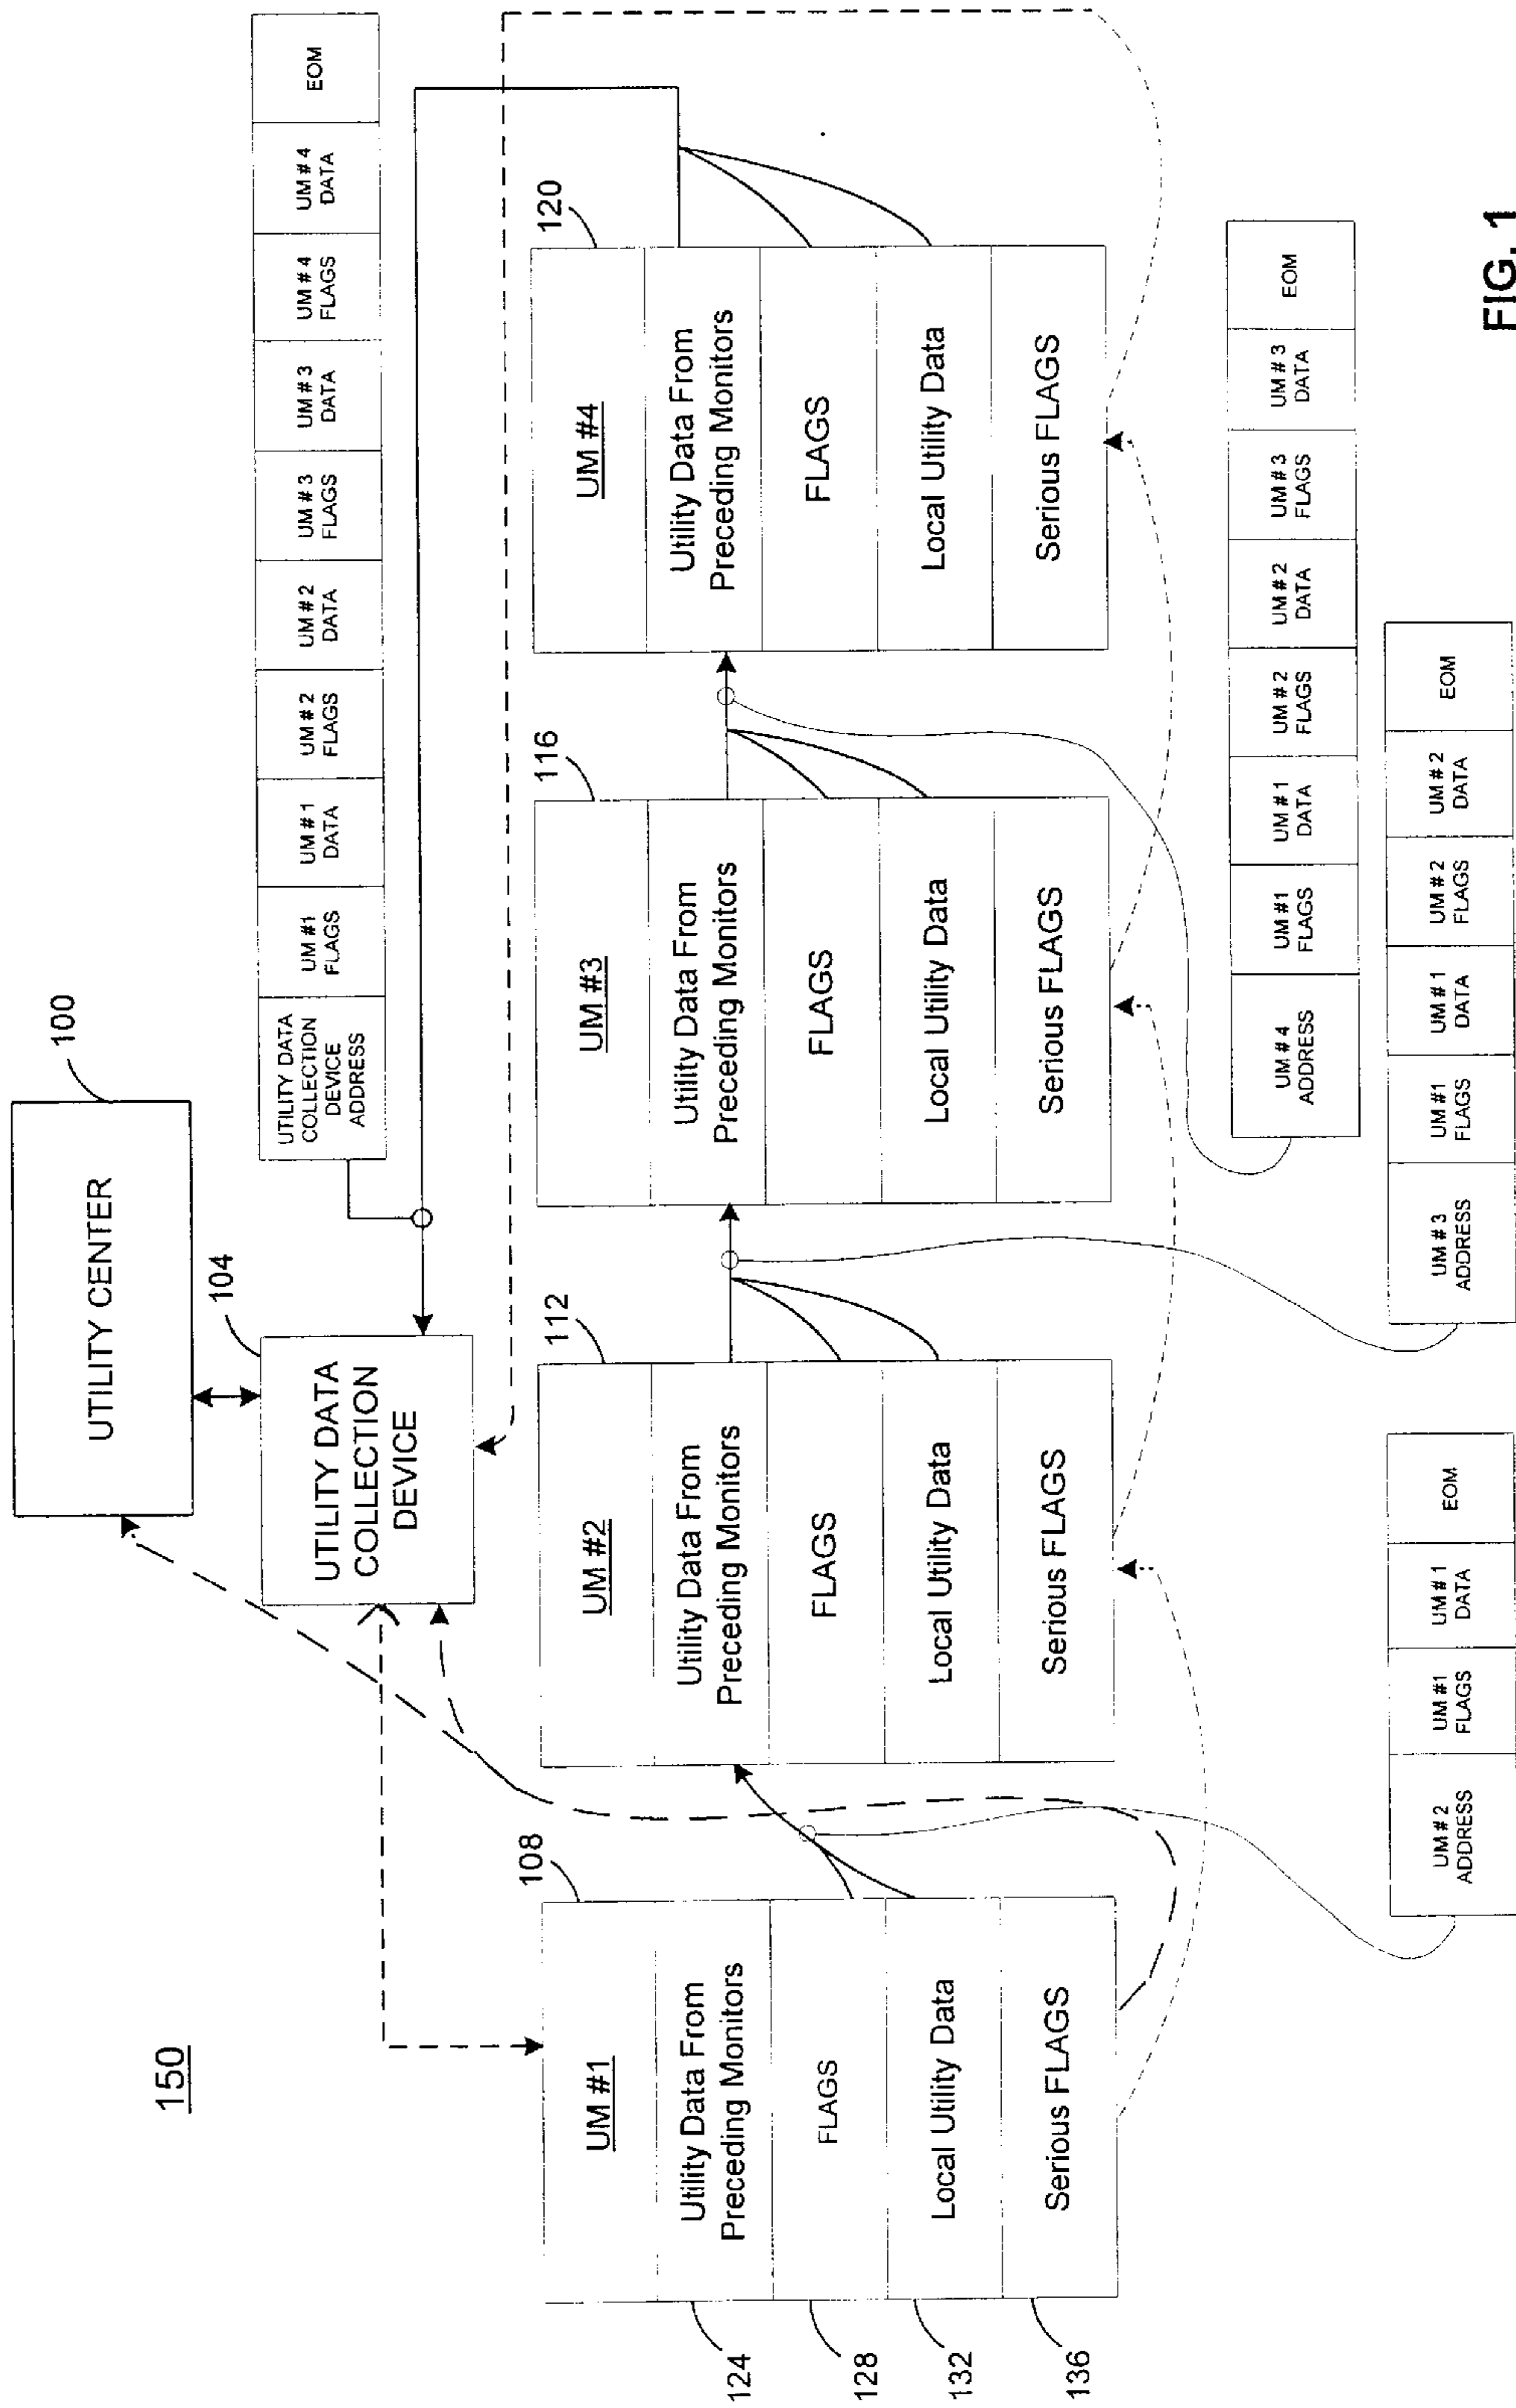 150
100
UTILITY CENTER
104
UTILITY DATA
COLLECTION
DEVICE
UTILITY DATA
COLLECTION
DEVICE
ADDRESS
UM #1
FLAGS
UM #1
DATA
UM # 2
FLAGS
UM # 2
DATA
UM # 3
FLAGS
UM # 3
DATA
UM # 4
FLAGS
UM # 4
DATA
EOM
108
UM #1
Utility Data From
Preceding Monitors
FLAGS
Local Utility Data
Serious FLAGS
124
128
132
136
112
UM #2
Utility Data From
Preceding Monitors
FLAGS
Local Utility Data
Serious FLAGS
116
UM #3
Utility Data From
Preceding Monitors
FLAGS
Local Utility Data
Serious FLAGS
120
UM #4
Utility Data From
Preceding Monitors
FLAGS
Local Utility Data
Serious FLAGS
UM # 4
ADDRESS
UM #1
FLAGS
UM # 1
DATA
UM # 2
FLAGS
UM # 2
DATA
UM # 3
FLAGS
UM # 3
DATA
EOM
UM # 2
ADDRESS
UM #1
FLAGS
UM # 1
DATA
EOM
UM # 3
ADDRESS
UM #1
FLAGS
UM # 1
DATA
UM # 2
FLAGS
UM # 2
DATA
EOM
FIG. 1